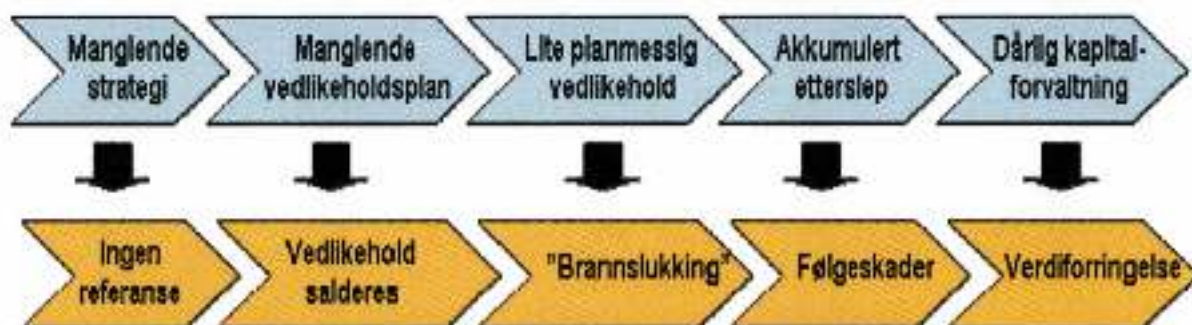 Manglende
strategi
Manglende
vedlikeholdsplan
Lite planmessig
vedlikehold
Akkumulert
etterslep
Dårlig kapital-
forvaltning
Ingen
referanse
Vedlikehold
salderes
"Brannslukking"
Følgeskader
Verdiforringelse